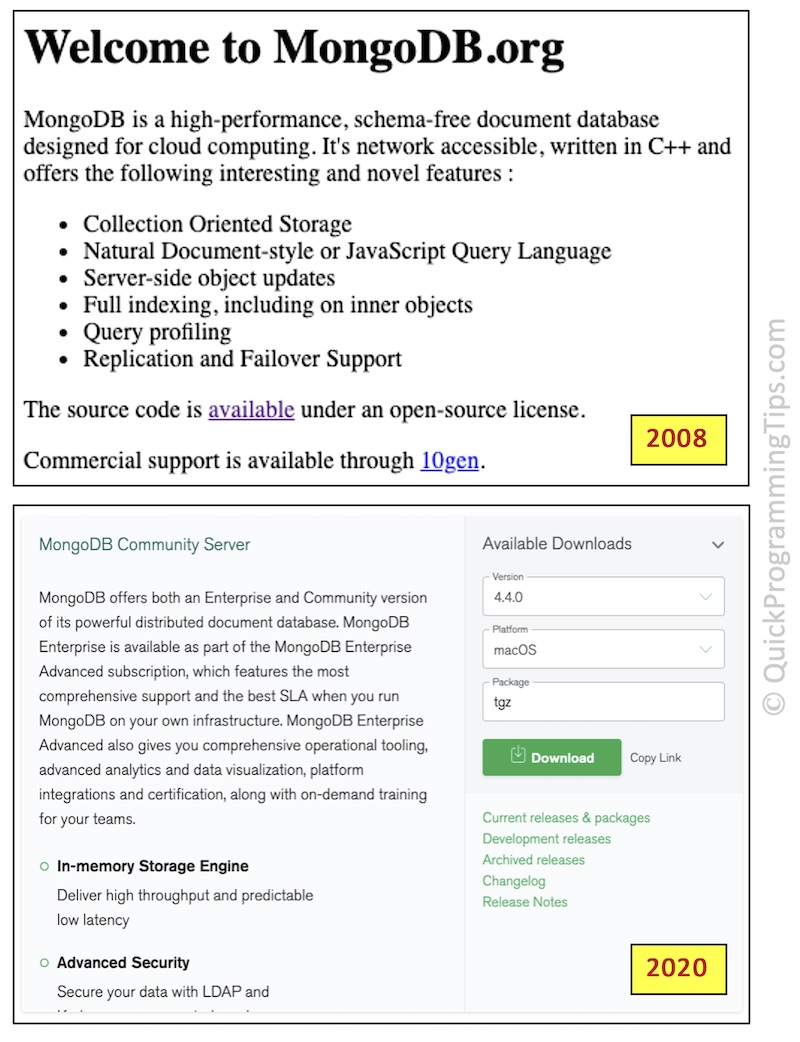 Welcome to MongoDB.org
MongoDB is a high-performance, schema-free document database
designed for cloud computing. It's network accessible, written in C++ and
offers the following interesting and novel features :
• Collection Oriented Storage
• Natural Document-style or JavaScript Query Language
• Server-side object updates
• Full indexing, including on inner objects
• Query profiling
• Replication and Failover Support
The source code is available under an open-source license.
Commercial support is available through 10gen.
2008
MongoDB Community Server
MongoDB offers both an Enterprise and Community version
of its powerful distributed document database. MongoDB
Enterprise is available as part of the MongoDB Enterprise
Advanced subscription, which features the most
comprehensive support and the best SLA when you run
MongoDB on your own infrastructure. MongoDB Enterprise
Advanced also gives you comprehensive operational tooling,
advanced analytics and data visualization, platform
integrations and certification, along with on-demand training
for your teams.
In-memory Storage Engine
Deliver high throughput and predictable
low latency
Advanced Security
Secure your data with LDAP and
Available Downloads
Version
4.4.0
Platform
macOS
Package
tgz
Download
Copy Link
Current releases & packages
Development releases
Archived releases
Changelog
Release Notes
2020
© QuickProgrammingTips.com